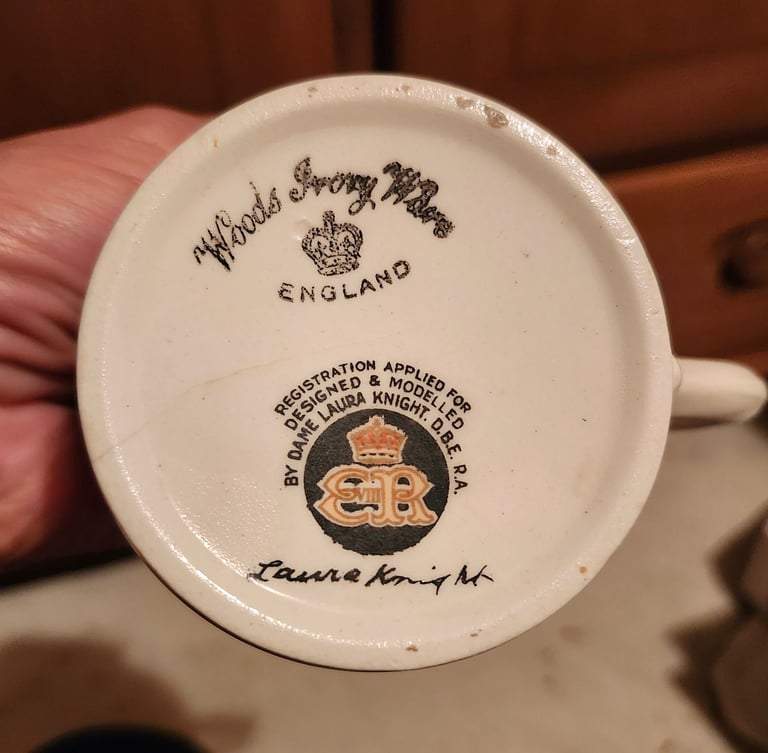 Woods Ivory Ware
ENGLAND
REGISTRATION APPLIED FOR
DESIGNED & MODELLED
BY DAME LAURA KNIGHT. D.B.E. R.A.
E VIII R
Laura Knight